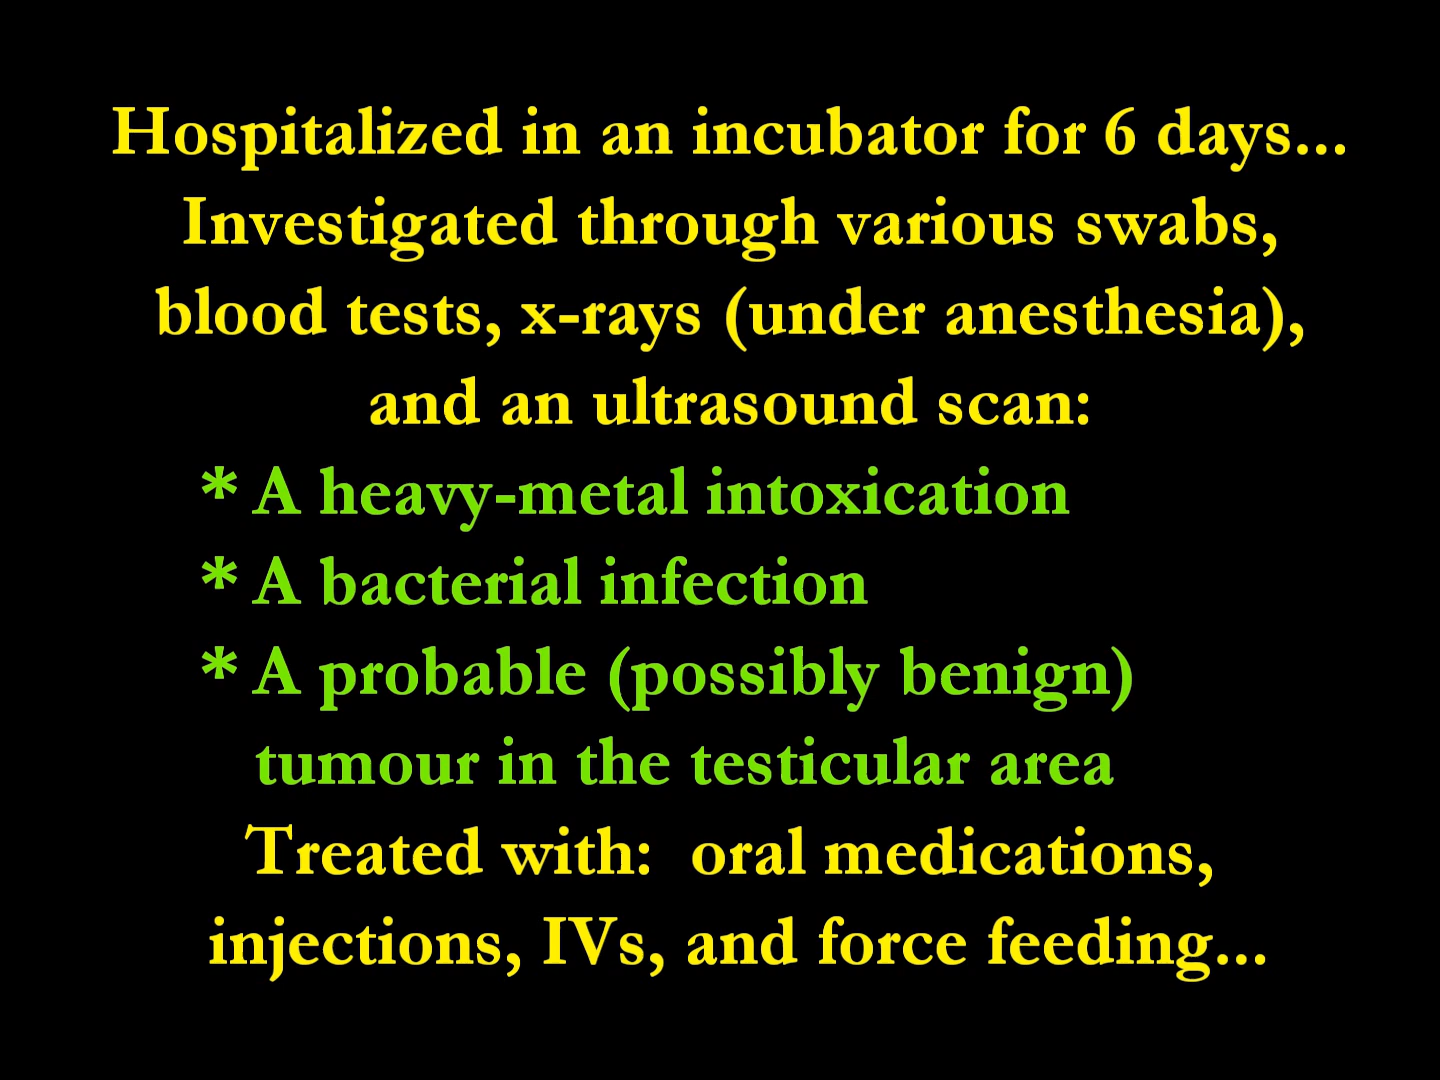 Hospitalized in an incubator for 6 days...
Investigated through various swabs,
blood tests, x-rays (under anesthesia),
and an ultrasound scan:
* A heavy-metal intoxication
* A bacterial infection
* A probable (possibly benign)
tumour in the testicular area
Treated with:  oral medications,
injections, IVs, and force feeding...